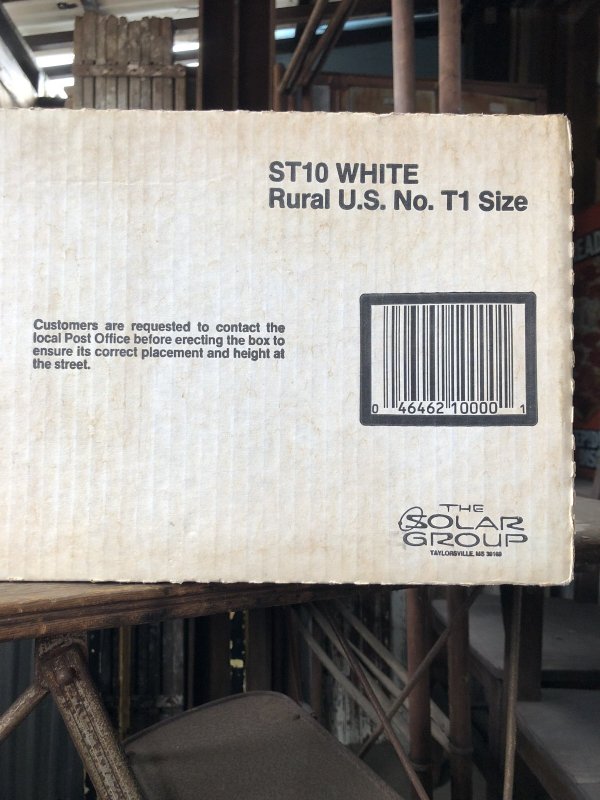 ST10 WHITE
Rural U.S. No. T1 Size
Customers are requested to contact the
local Post Office before erecting the box to
ensure its correct placement and height at
the street.
0 46462 10000 1
THE
SOLAR
GROUP
TAYLORSVILLE, MS